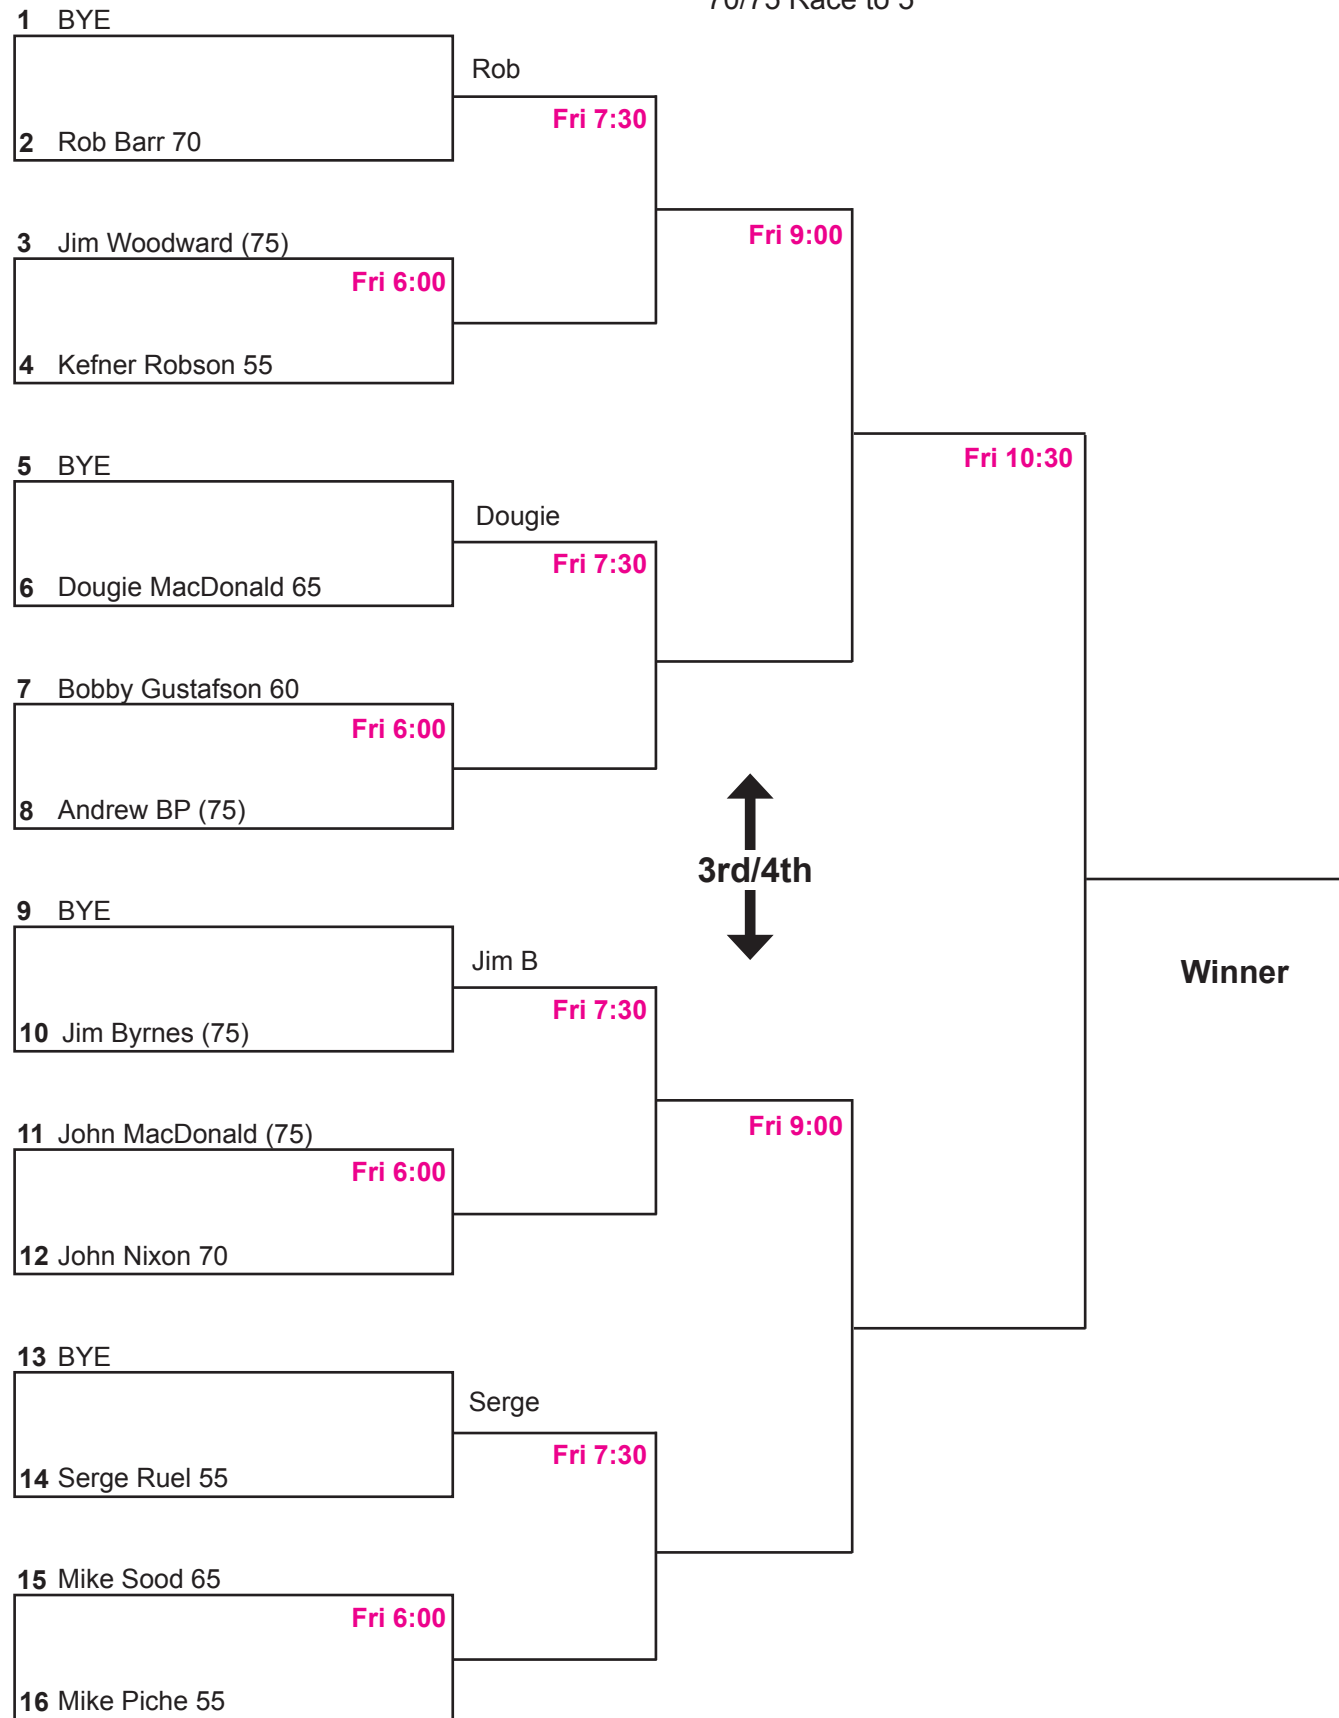 70/75 Race to 5
1 BYE
Rob
Fri 7:30
2 Rob Barr 70
3 Jim Woodward (75)
Fri 9:00
Fri 6:00
4 Kefner Robson 55
5 BYE
Fri 10:30
Dougie
Fri 7:30
6 Dougie MacDonald 65
7 Bobby Gustafson 60
Fri 6:00
8 Andrew BP (75)
3rd/4th
9 BYE
Jim B
Winner
Fri 7:30
10 Jim Byrnes (75)
11 John MacDonald (75)
Fri 9:00
Fri 6:00
12 John Nixon 70
13 BYE
Serge
Fri 7:30
14 Serge Ruel 55
15 Mike Sood 65
Fri 6:00
16 Mike Piche 55